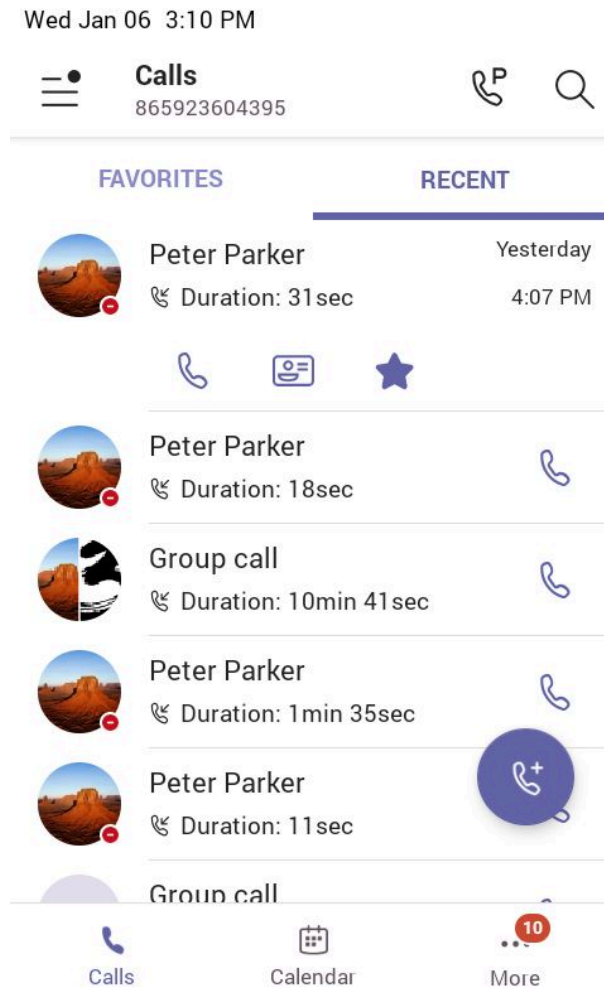 Wed Jan 06 3:10 PM
Calls
865923604395
P
FAVORITES
RECENT
Peter Parker
Yesterday
Duration: 31sec
4:07 PM
Peter Parker
Duration: 18sec
Group call
Duration: 10min 41sec
Peter Parker
Duration: 1min 35sec
Peter Parker
Duration: 11sec
Group call
10
Calls
Calendar
More